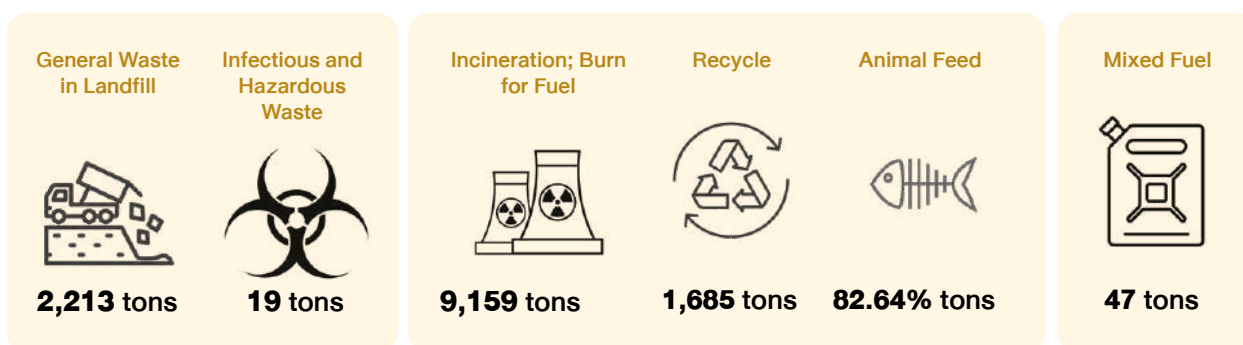 General Waste
in Landfill
2,213 tons
Infectious and
Hazardous
Waste
19 tons
Incineration; Burn
for Fuel
9,159 tons
Recycle
1,685 tons
Animal Feed
82.64% tons
Mixed Fuel
47 tons